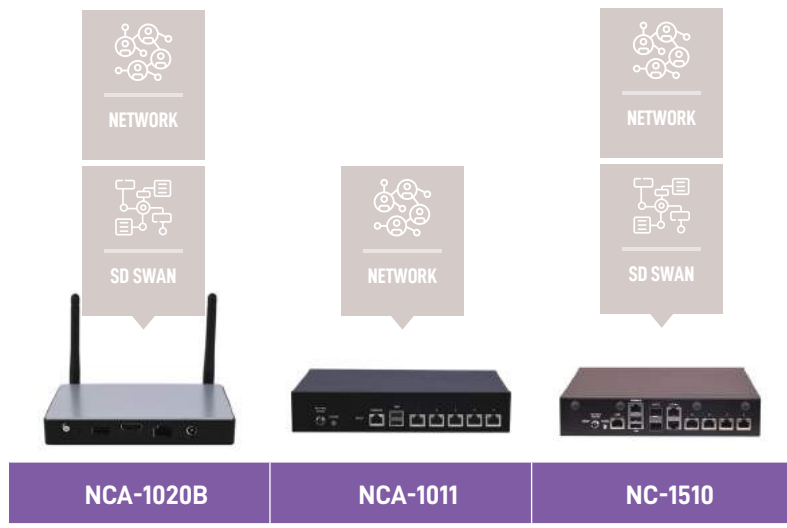 NETWORK
SD SWAN
NETWORK
NETWORK
SD SWAN
NCA-1020B
NCA-1011
NC-1510